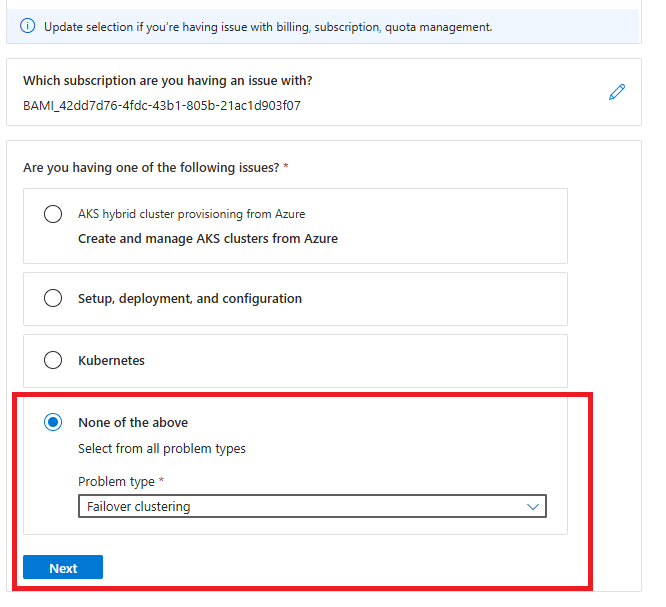 Update selection if you're having issue with billing, subscription, quota management.
Which subscription are you having an issue with?
BAMI_42dd7d76-4fdc-43b1-805b-21ac1d903f07
Are you having one of the following issues? *
AKS hybrid cluster provisioning from Azure
Create and manage AKS clusters from Azure
Setup, deployment, and configuration
Kubernetes
None of the above
Select from all problem types
Problem type *
Failover clustering
Next